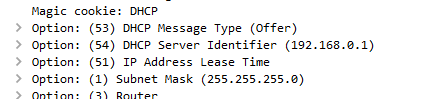 Magic cookie: DHCP
Option: (53) DHCP Message Type (Offer)
Option: (54) DHCP Server Identifier (192.168.0.1)
Option: (51) IP Address Lease Time
Option: (1) Subnet Mask (255.255.255.0)
Option: (3) Router